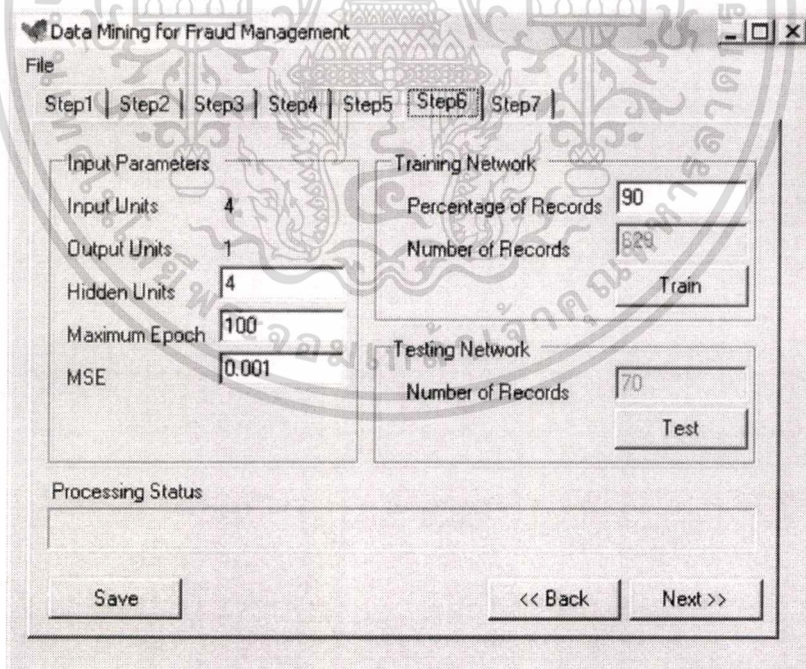 Data Mining for Fraud Management
File
Step1 Step2 Step3 Step4 Step5 Step6 Step7
Input Parameters
Input Units 4
Output Units 1
Hidden Units 4
Maximum Epoch 100
MSE 0.001
Training Network
Percentage of Records 90
Number of Records 629
Train
Testing Network
Number of Records 70
Test
Processing Status
Save
<< Back
Next >>